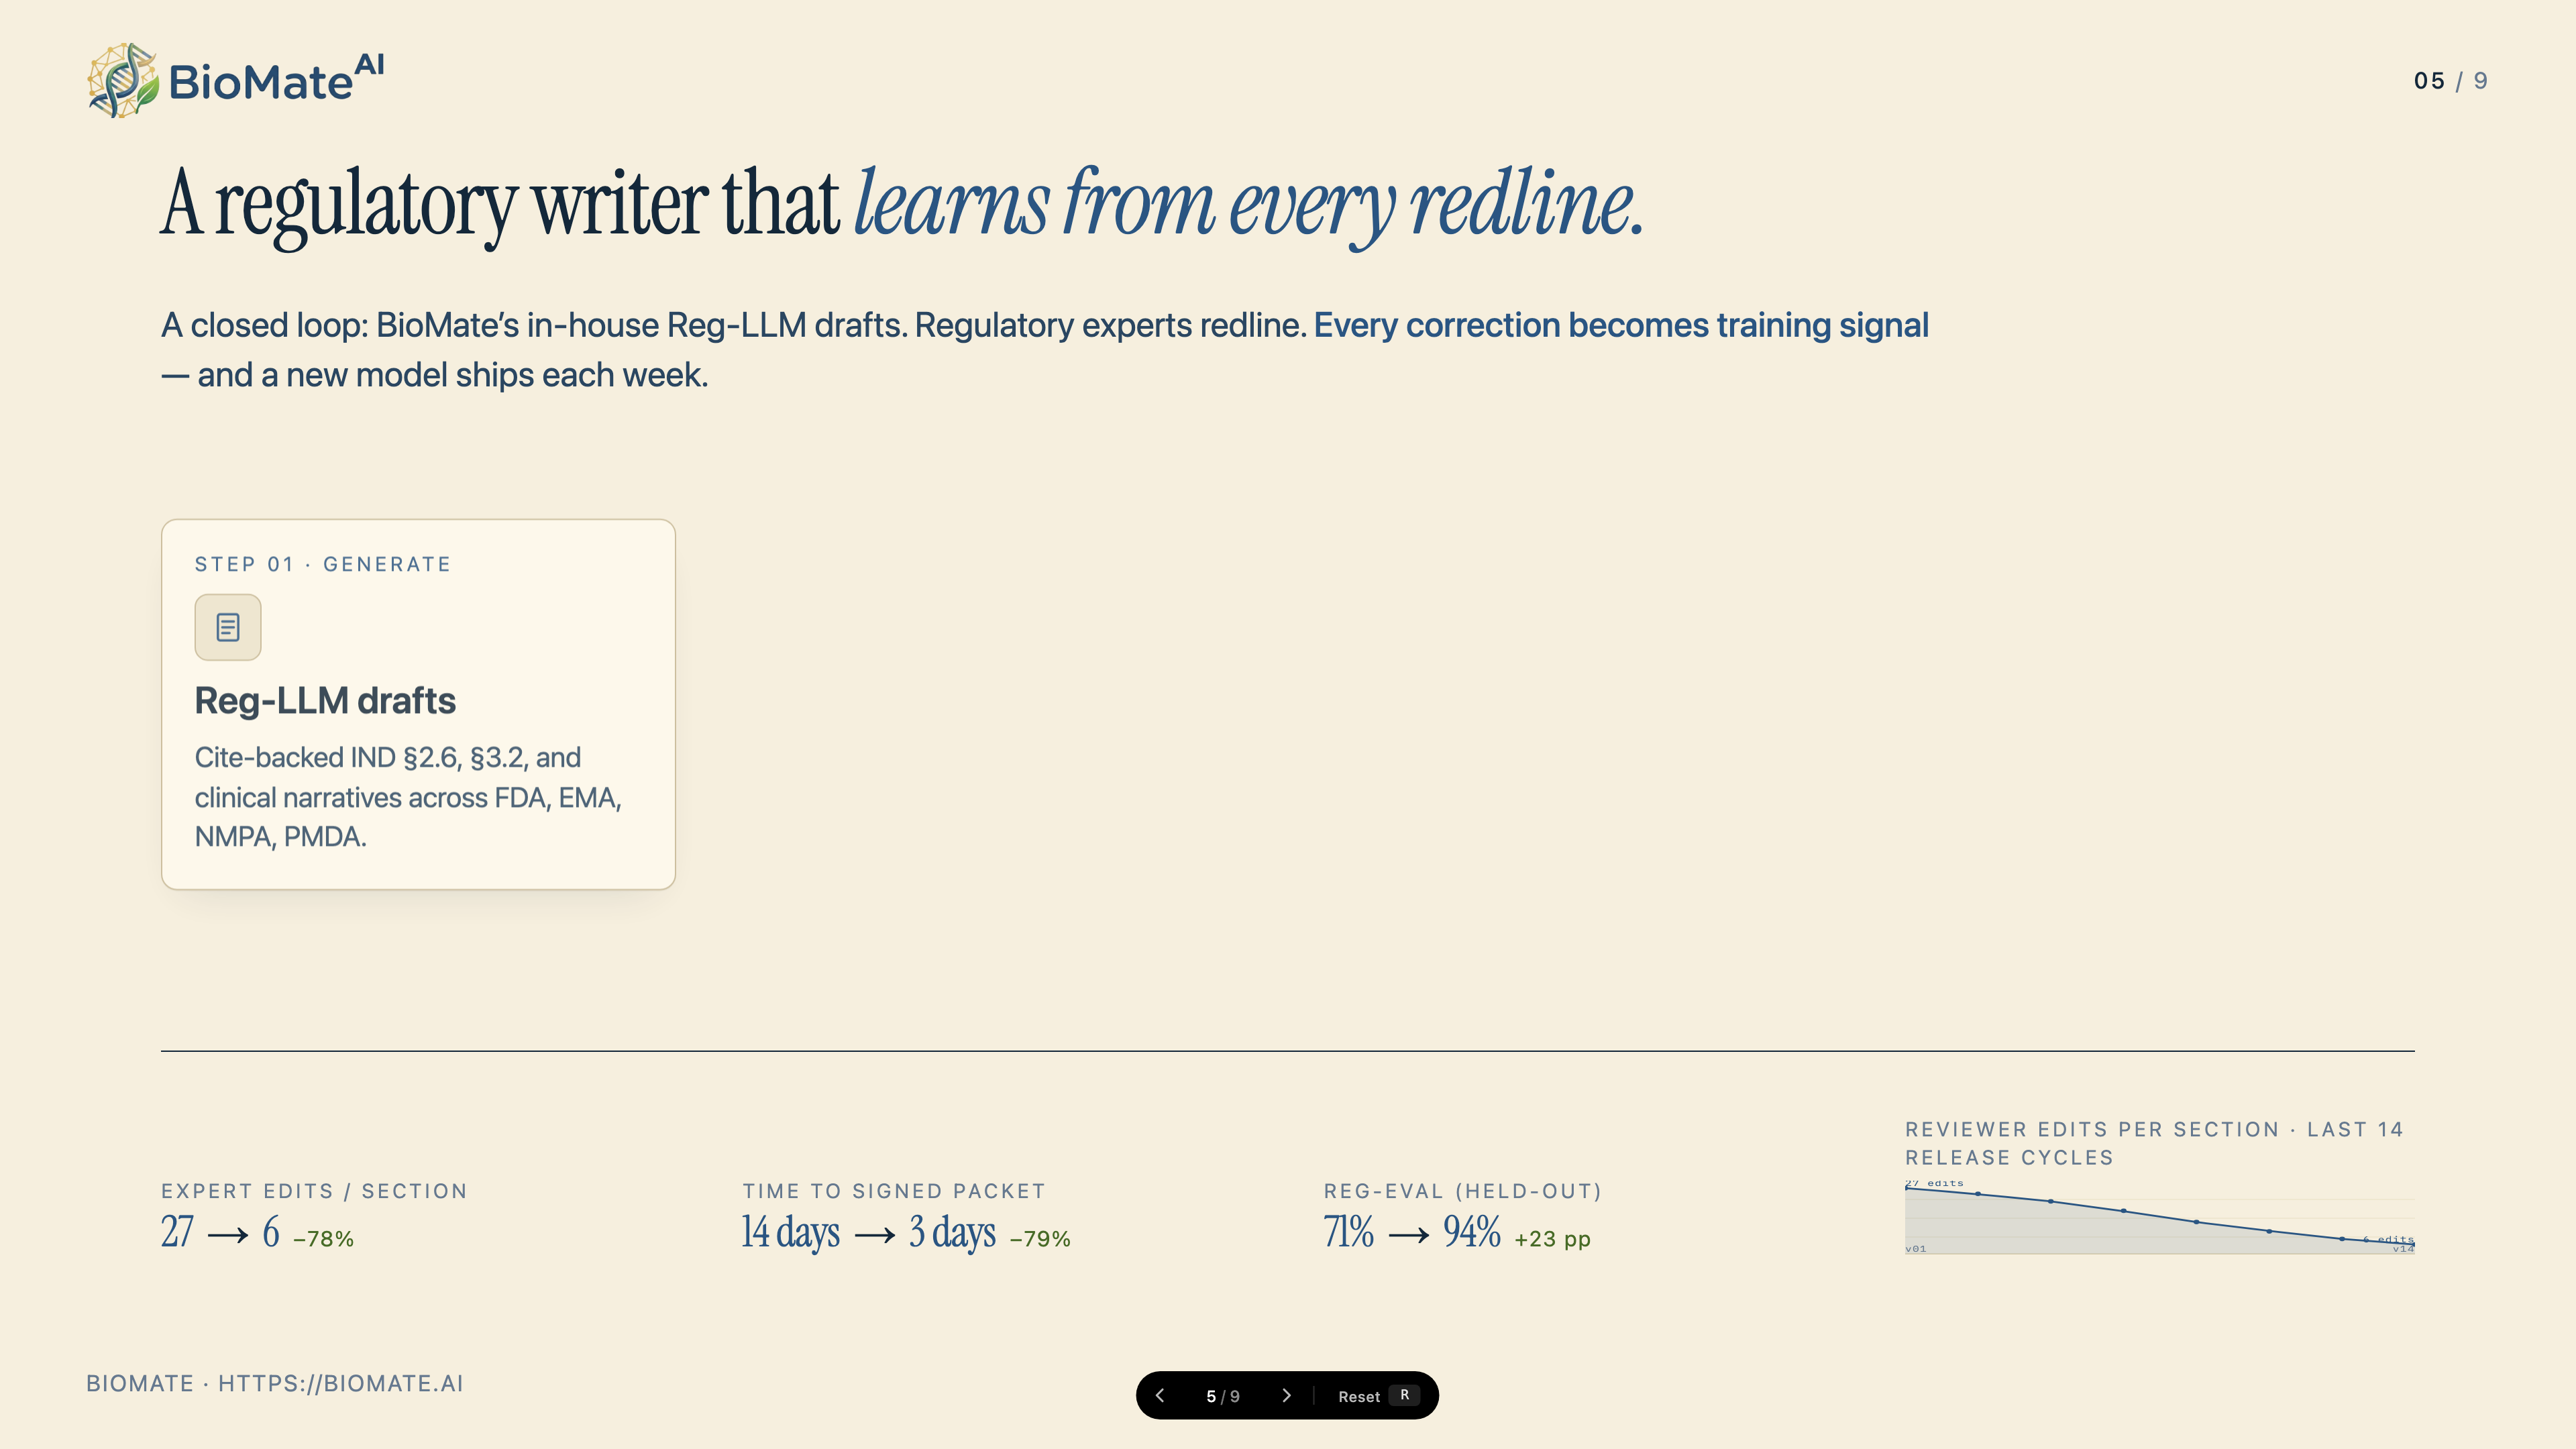 BioMate AI
05 / 9
A regulatory writer that learns from every redline.
A closed loop: BioMate’s in-house Reg-LLM drafts. Regulatory experts redline. Every correction becomes training signal
— and a new model ships each week.
STEP 01 · GENERATE
Reg-LLM drafts
Cite-backed IND §2.6, §3.2, and
clinical narratives across FDA, EMA,
NMPA, PMDA.
EXPERT EDITS / SECTION
27 → 6 −78%
TIME TO SIGNED PACKET
14 days → 3 days −79%
REG-EVAL (HELD-OUT)
71% → 94% +23 pp
REVIEWER EDITS PER SECTION · LAST 14
RELEASE CYCLES
27 edits
6 edits
v01
v14
BIOMATE · HTTPS://BIOMATE.AI
5 / 9
Reset R